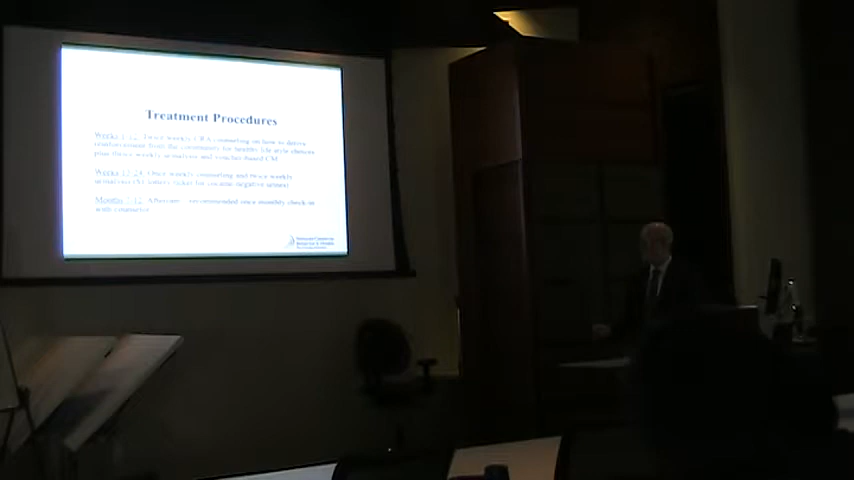 Treatment Procedures
Weeks 1-12: Twice weekly CRA counseling on how to derive
reinforcement from the community for healthy life style choices
plus thrice weekly urinalysis and voucher-based CM
Weeks 12-24: Once weekly counseling and twice weekly
urinalysis ($1 lottery ticket for cocaine negative urines)
Months 7-12: Aftercare - recommended once monthly check-in
with counselor